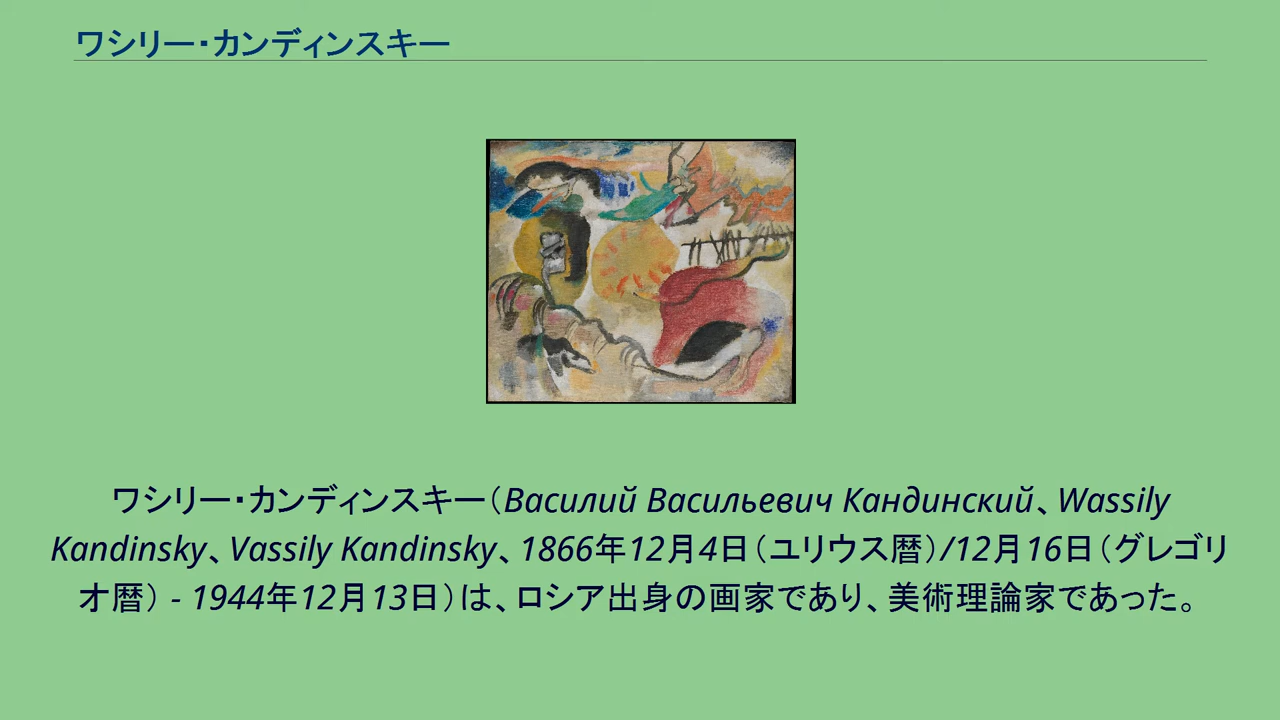 ワシリー・カンディンスキー
ワシリー・カンディンスキー（Василий Васильевич Кандинский、Wassily
Kandinsky、Vassily Kandinsky、1866年12月4日（ユリウス暦）/12月16日（グレゴリ
オ暦） - 1944年12月13日）は、ロシア出身の画家であり、美術理論家であった。